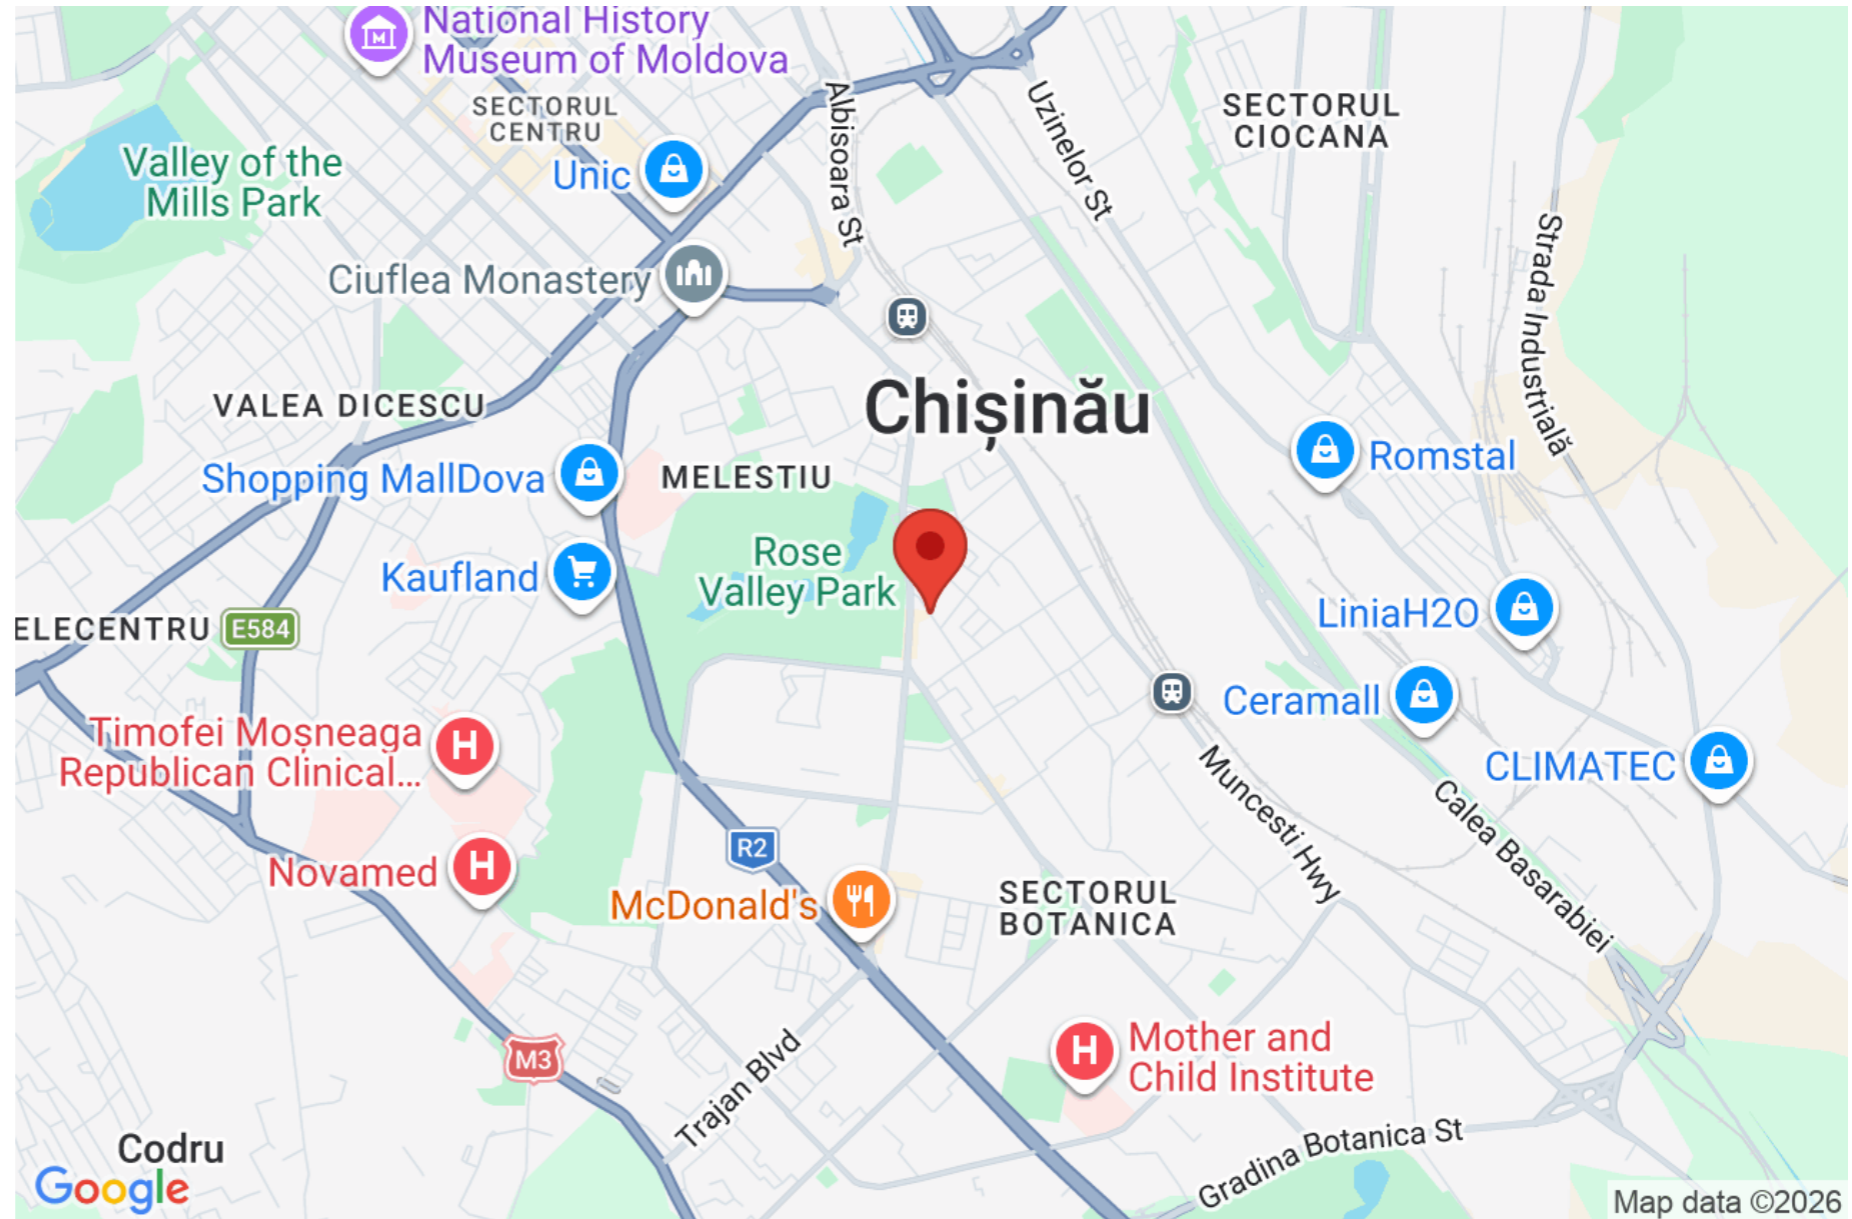 National History
Museum of Moldova
SECTORUL
CENTRU
Albisoara St
Uzinelor St
SECTORUL
CIOCANA
Valley of the
Mills Park
Unic
Ciuflea Monastery
Strada Industrială
Chișinău
VALEA DICESCU
Shopping MallDova
MELESTIU
Romstal
Kaufland
Rose
Valley Park
LiniaH2O
ELECENTRU
E584
Ceramall
Timofei Moșneaga
Republican Clinical...
CLIMATEC
Muncesti Hwy
Calea Basarabiei
R2
Novamed
McDonald's
SECTORUL
BOTANICA
M3
Trajan Blvd
Mother and
Child Institute
Gradina Botanica St
Codru
Google
Map data ©2026